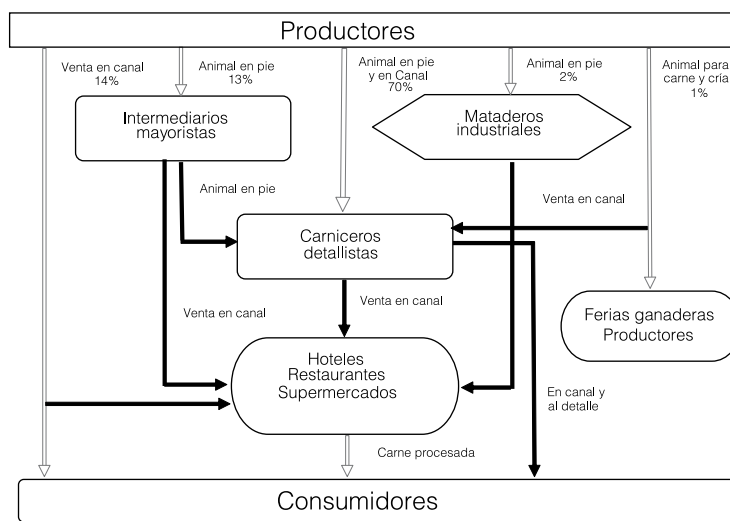 Productores
Venta en canal
14%
Animal en pie
13%
Animal en pie
y en Canal
70%
Animal en pie
2%
Animal para
carne y cría
1%
Intermediarios
mayoristas
Mataderos
industriales
Animal en pie
Venta en canal
Carniceros
detallistas
Venta en canal
Venta en canal
Ferias ganaderas
Productores
Hoteles
Restaurantes
Supermercados
En canal y
al detalle
Carne procesada
Consumidores